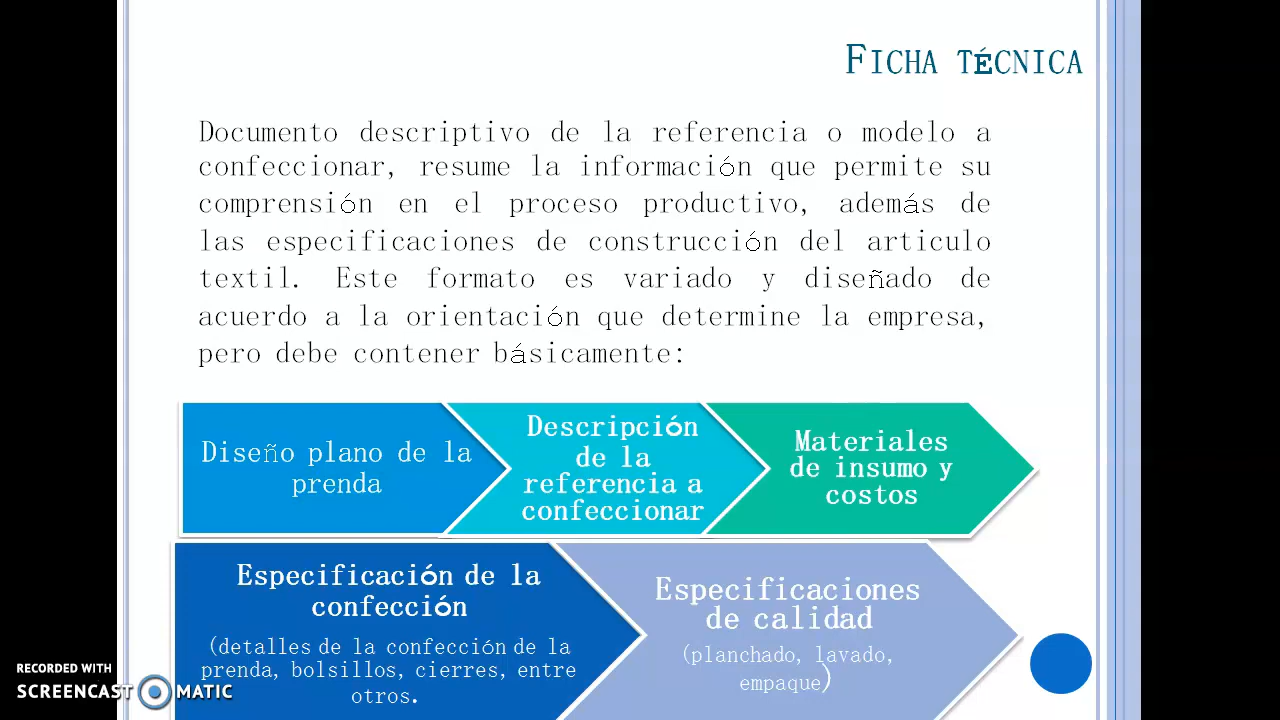 FICHA TÉCNICA
Documento descriptivo de la referencia o modelo a
confeccionar, resume la información que permite su
comprensión en el proceso productivo, además de
las especificaciones de construcción del articulo
textil. Este formato es variado y diseñado de
acuerdo a la orientación que determine la empresa,
pero debe contener básicamente:
Diseño plano de la
prenda
Descripción
de la
referencia a
confeccionar
Materiales
de insumo y
costos
Especificación de la
confección
(detalles de la confección de la
prenda, bolsillos, cierres, entre
otros.
Especificaciones
de calidad
(planchado, lavado,
empaque)
RECORDED WITH
SCREENCAST MATIC